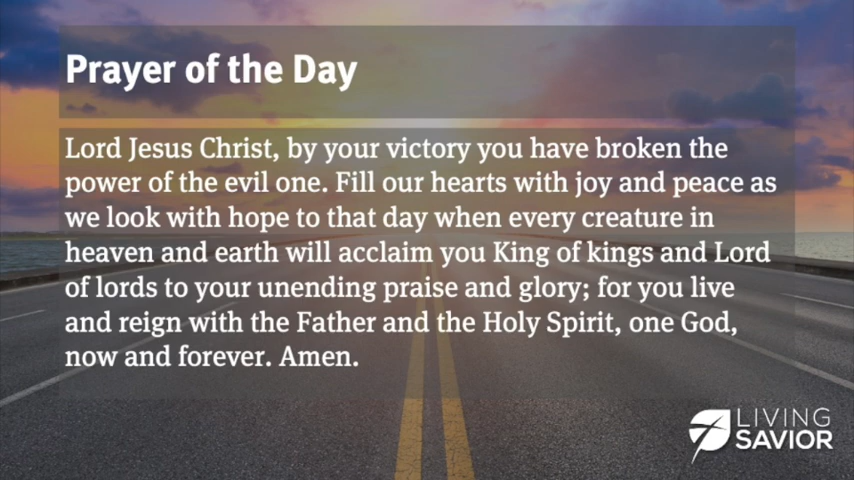 Prayer of the Day
Lord Jesus Christ, by your victory you have broken the
power of the evil one. Fill our hearts with joy and peace as
we look with hope to that day when every creature in
heaven and earth will acclaim you King of kings and Lord
of lords to your unending praise and glory; for you live
and reign with the Father and the Holy Spirit, one God,
now and forever. Amen.
LIVING
SAVIOR